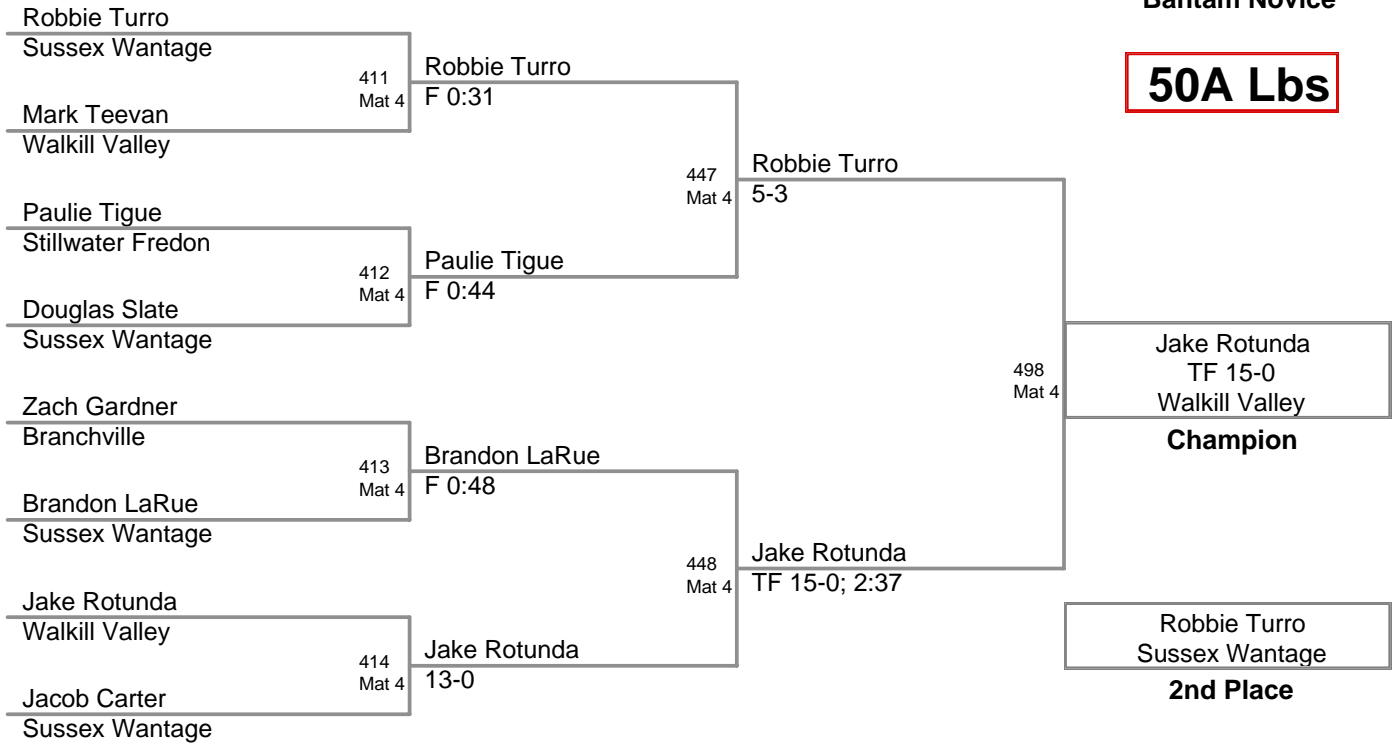 Bantam Novice
50A Lbs
Robbie Turro
Sussex Wantage
411
Mat 4
Mark Teevan
Walkill Valley
Robbie Turro
F 0:31
Paulie Tigue
Stillwater Fredon
412
Mat 4
Douglas Slate
Sussex Wantage
Paulie Tigue
F 0:44
447
Mat 4
Robbie Turro
5-3
Zach Gardner
Branchville
413
Mat 4
Brandon LaRue
Sussex Wantage
Brandon LaRue
F 0:48
Jake Rotunda
Walkill Valley
414
Mat 4
Jacob Carter
Sussex Wantage
Jake Rotunda
13-0
448
Mat 4
Jake Rotunda
TF 15-0; 2:37
498
Mat 4
Jake Rotunda
TF 15-0
Walkill Valley
Champion
Robbie Turro
Sussex Wantage
2nd Place